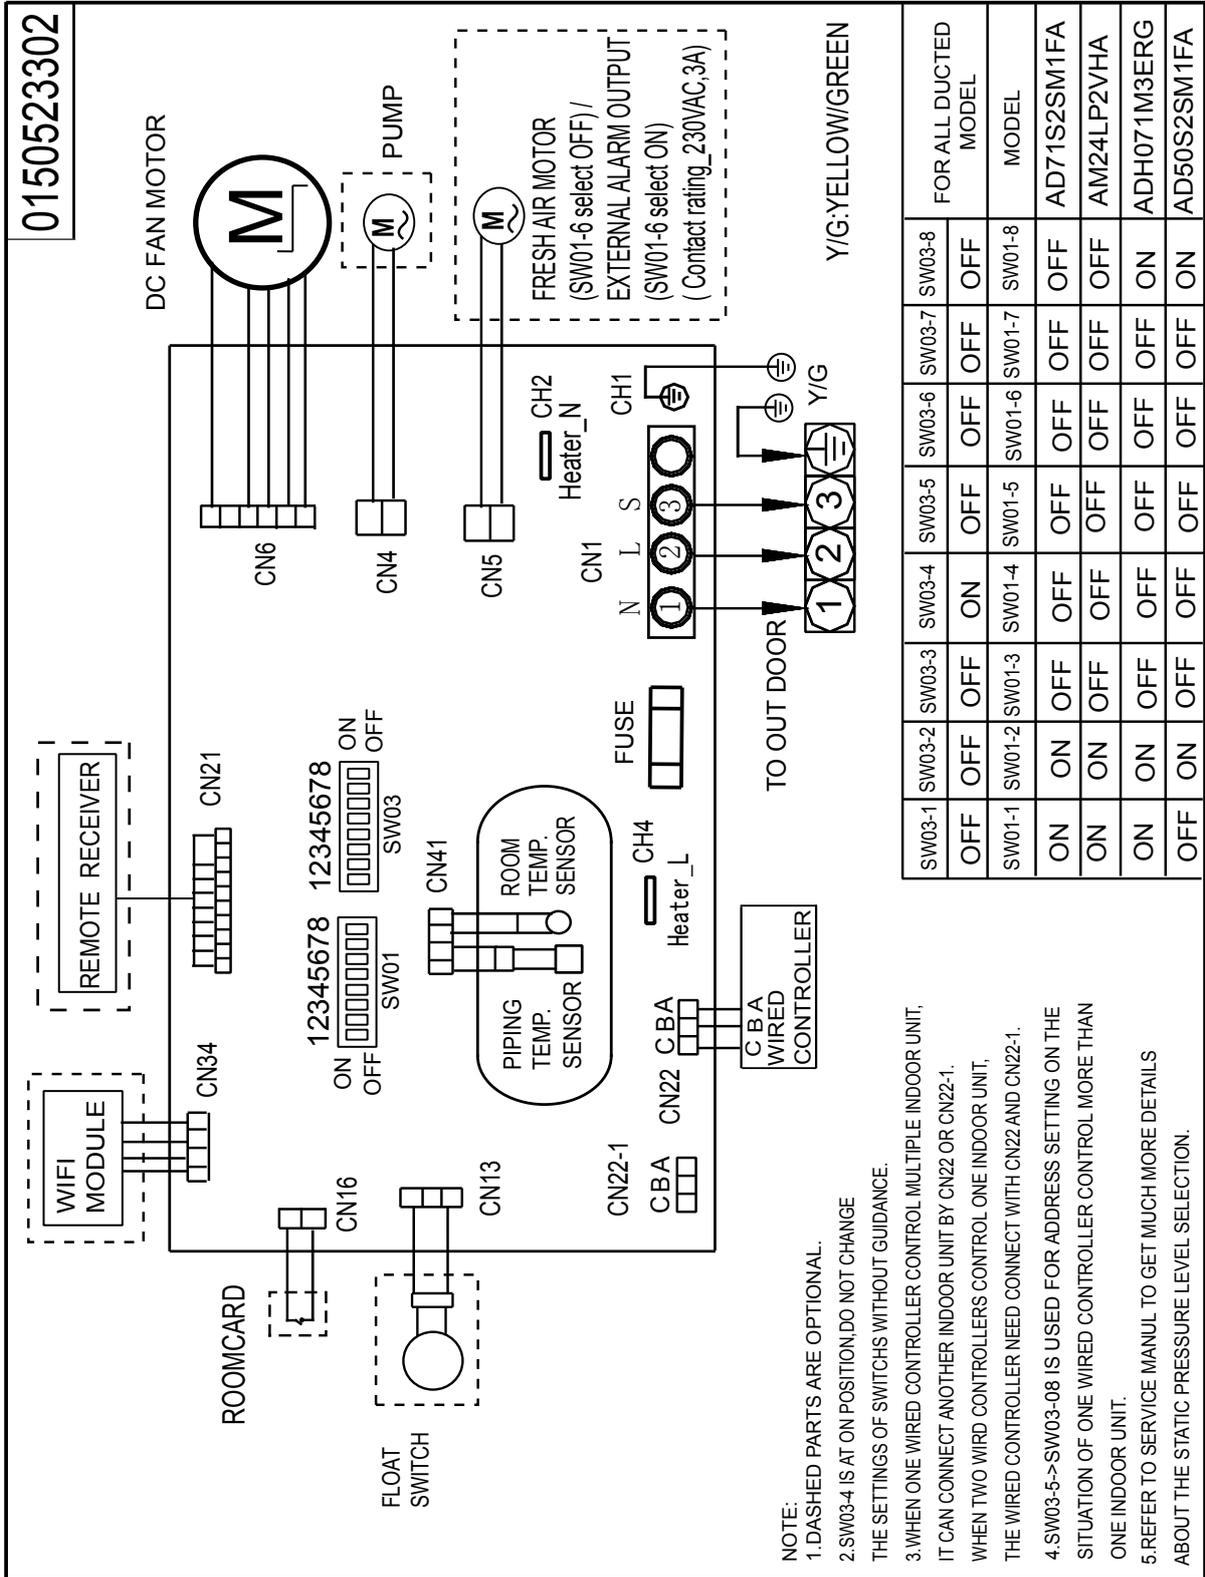 0150523302
WIFI
MODULE
REMOTE RECEIVER
DC FAN MOTOR
M
CN34
CN21
CN6
ROOMCARD
CN16
12345678
ON
OFF
SW01
12345678
ON
OFF
SW03
PUMP
M
CN4
FLOAT
SWITCH
CN13
CN41
PIPING
TEMP.
SENSOR
ROOM
TEMP.
SENSOR
CN5
M
FRESH AIR MOTOR
(SW01-6 select OFF) /
EXTERNAL ALARM OUTPUT
(SW01-6 select ON)
( Contact rating_230VAC,3A)
CH2
Heater_N
CN22-1
C B A
CN22
C B A
CH4
Heater_L
FUSE
CN1
N L S
1 2 3
CH1
C B A
WIRED
CONTROLLER
TO OUT DOOR
1 2 3
Y/G
Y/G:YELLOW/GREEN
NOTE:
1.DASHED PARTS ARE OPTIONAL.
2.SW03-4 IS AT ON POSITION,DO NOT CHANGE
THE SETTINGS OF SWITCHS WITHOUT GUIDANCE.
3.WHEN ONE WIRED CONTROLLER CONTROL MULTIPLE INDOOR UNIT,
IT CAN CONNECT ANOTHER INDOOR UNIT BY CN22 OR CN22-1.
WHEN TWO WIRD CONTROLLERS CONTROL ONE INDOOR UNIT,
THE WIRED CONTROLLER NEED CONNECT WITH CN22 AND CN22-1.
4.SW03-5->SW03-08 IS USED FOR ADDRESS SETTING ON THE
SITUATION OF ONE WIRED CONTROLLER CONTROL MORE THAN
ONE INDOOR UNIT.
5.REFER TO SERVICE MANUL TO GET MUCH MORE DETAILS
ABOUT THE STATIC PRESSURE LEVEL SELECTION.
SW03-1 SW03-2 SW03-3 SW03-4 SW03-5 SW03-6 SW03-7 SW03-8 FOR ALL DUCTED
MODEL
OFF OFF OFF ON OFF OFF OFF OFF
SW01-1 SW01-2 SW01-3 SW01-4 SW01-5 SW01-6 SW01-7 SW01-8 MODEL
ON ON OFF OFF OFF OFF OFF OFF AD71S2SM1FA
ON ON OFF OFF OFF OFF OFF OFF AM24LP2VHA
ON ON OFF OFF OFF OFF OFF ON ADH071M3ERG
OFF ON OFF OFF OFF OFF OFF ON AD50S2SM1FA